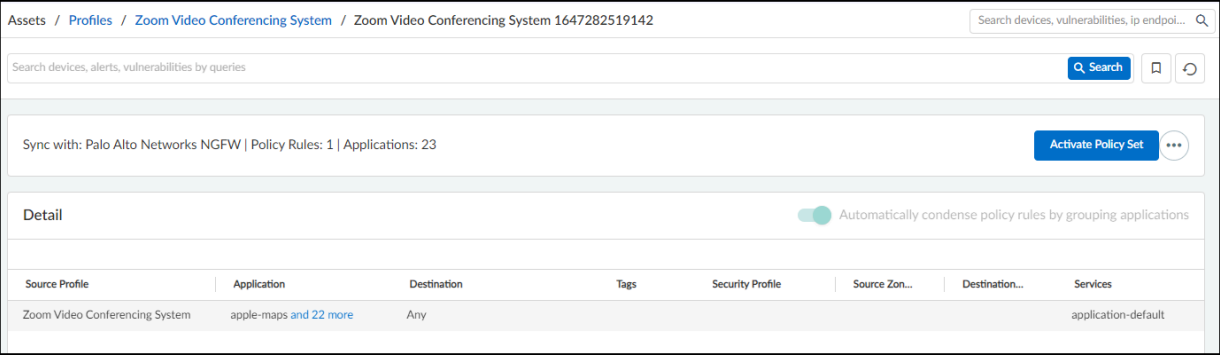 Assets / Profiles / Zoom Video Conferencing System / Zoom Video Conferencing System 1647282519142
Search devices, vulnerabilities, ip endpoi...
Search devices, alerts, vulnerabilities by queries
Search
Sync with: Palo Alto Networks NGFW | Policy Rules: 1 | Applications: 23
Activate Policy Set
Detail
Automatically condense policy rules by grouping applications
Source Profile Application Destination Tags Security Profile Source Zon... Destination... Services
Zoom Video Conferencing System apple-maps and 22 more Any application-default